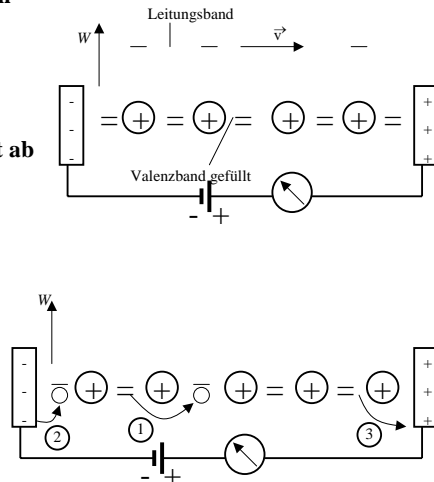 n
Leitungsband
W
v
- +
- +
- +
+ + + +
t ab
Valenzband gefüllt
- +
W
- +
- +
- +
+ + + + +
2 1 3
- +